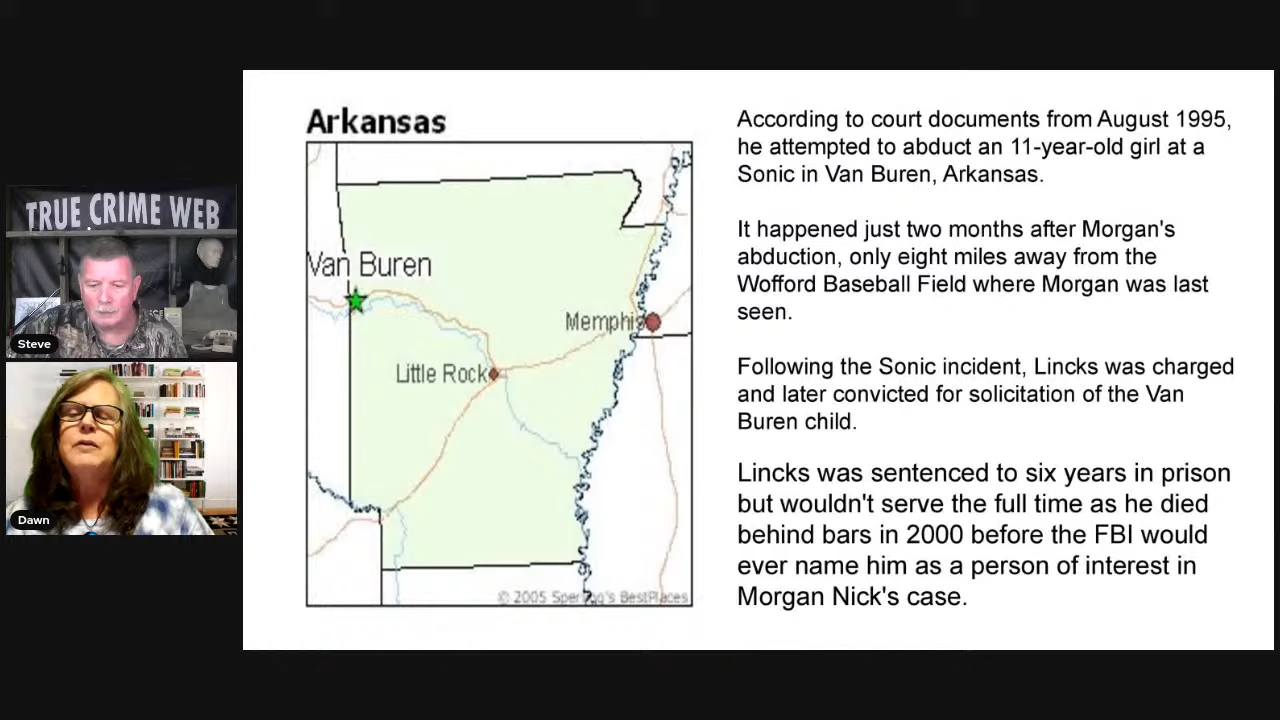 TRUE CRIME WEB
Steve
Dawn
Arkansas
Van Buren
Memphis
Little Rock
© 2005 Sperling's BestPlaces
According to court documents from August 1995,
he attempted to abduct an 11-year-old girl at a
Sonic in Van Buren, Arkansas.
It happened just two months after Morgan's
abduction, only eight miles away from the
Wofford Baseball Field where Morgan was last
seen.
Following the Sonic incident, Lincks was charged
and later convicted for solicitation of the Van
Buren child.
Lincks was sentenced to six years in prison
but wouldn't serve the full time as he died
behind bars in 2000 before the FBI would
ever name him as a person of interest in
Morgan Nick's case.